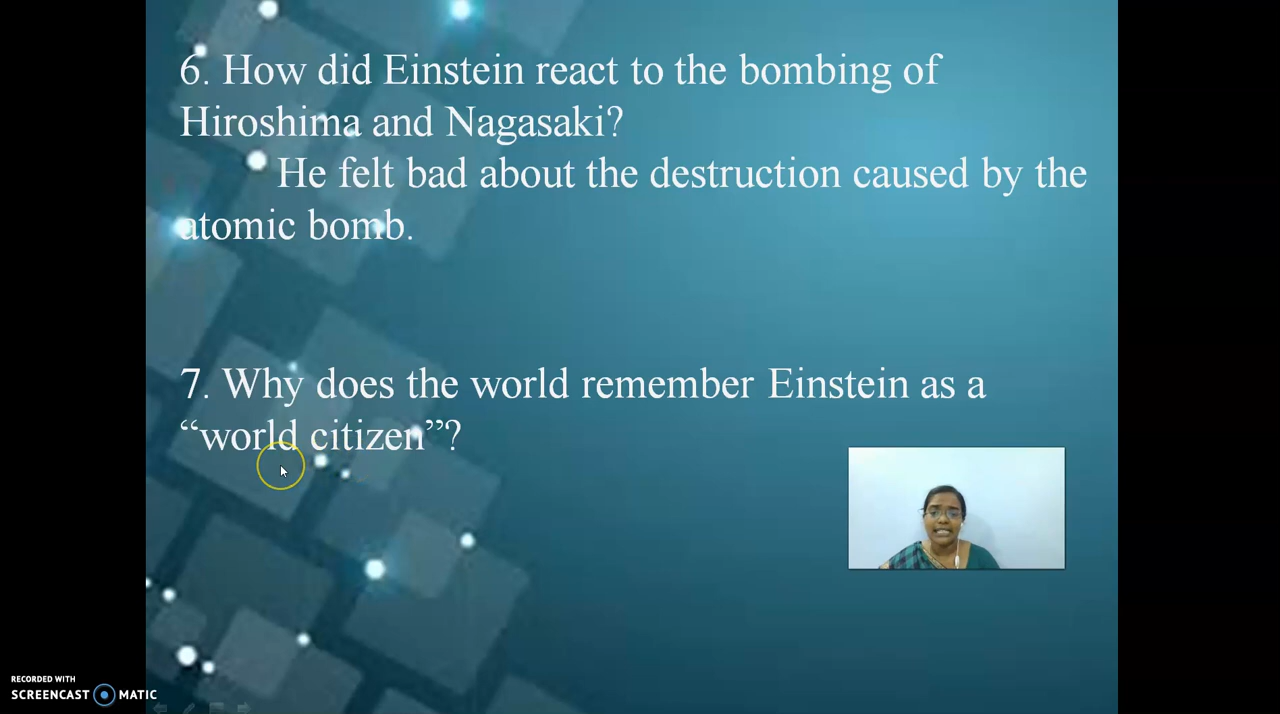 6. How did Einstein react to the bombing of
Hiroshima and Nagasaki?
He felt bad about the destruction caused by the
atomic bomb.
7. Why does the world remember Einstein as a
“world citizen”?
RECORDED WITH
SCREENCAST MATIC